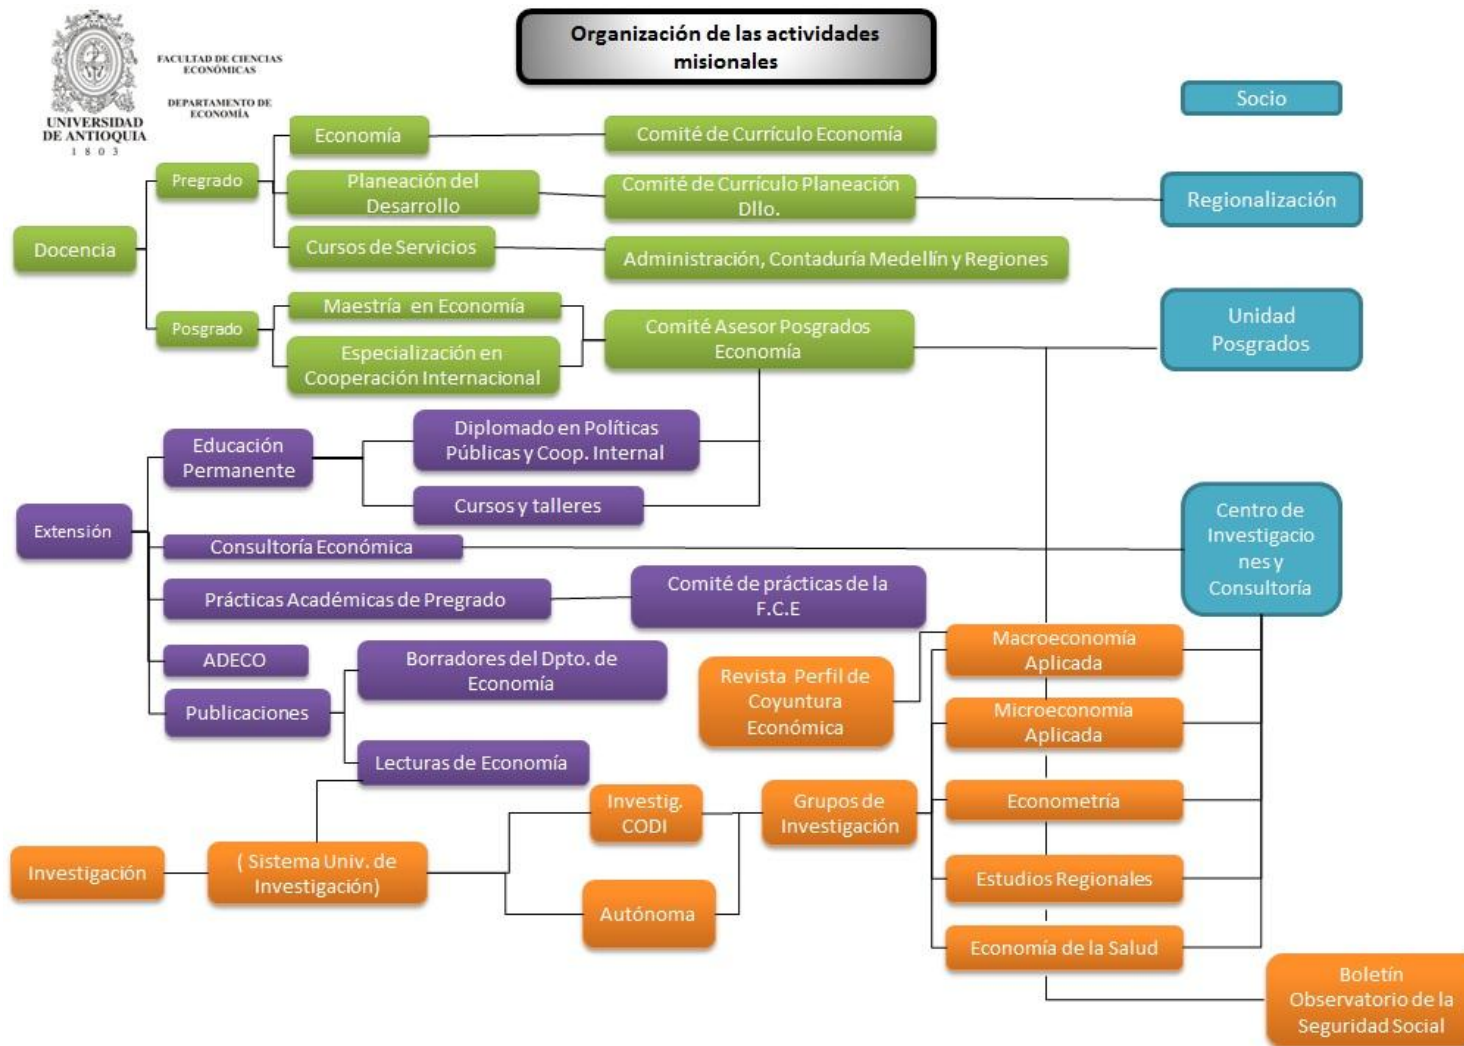 Organización de las actividades
misionales
FACULTAD DE CIENCIAS
ECONÓMICAS
DEPARTAMENTO DE
ECONOMÍA
UNIVERSIDAD
DE ANTIOQUIA
1 8 0 3
Socio
Economía
Comité de Currículo Economía
Pregrado
Planeación del
Desarrollo
Comité de Currículo Planeación
Dllo.
Regionalización
Docencia
Cursos de Servicios
Administración, Contaduría Medellín y Regiones
Posgrado
Maestría en Economía
Especialización en
Cooperación Internacional
Comité Asesor Posgrados
Economía
Unidad
Posgrados
Educación
Permanente
Diplomado en Políticas
Públicas y Coop. Internal
Cursos y talleres
Extensión
Consultoría Económica
Centro de
Investigacio
nes y
Consultoría
Prácticas Académicas de Pregrado
Comité de prácticas de la
F.C.E
ADECO
Publicaciones
Borradores del Dpto. de
Economía
Lecturas de Economía
Revista Perfil de
Coyuntura
Económica
Macroeconomía
Aplicada
Microeconomía
Aplicada
Econometría
Estudios Regionales
Economía de la Salud
Investigación
( Sistema Univ. de
Investigación)
Investig.
CODI
Autónoma
Grupos de
Investigación
Boletín
Observatorio de la
Seguridad Social